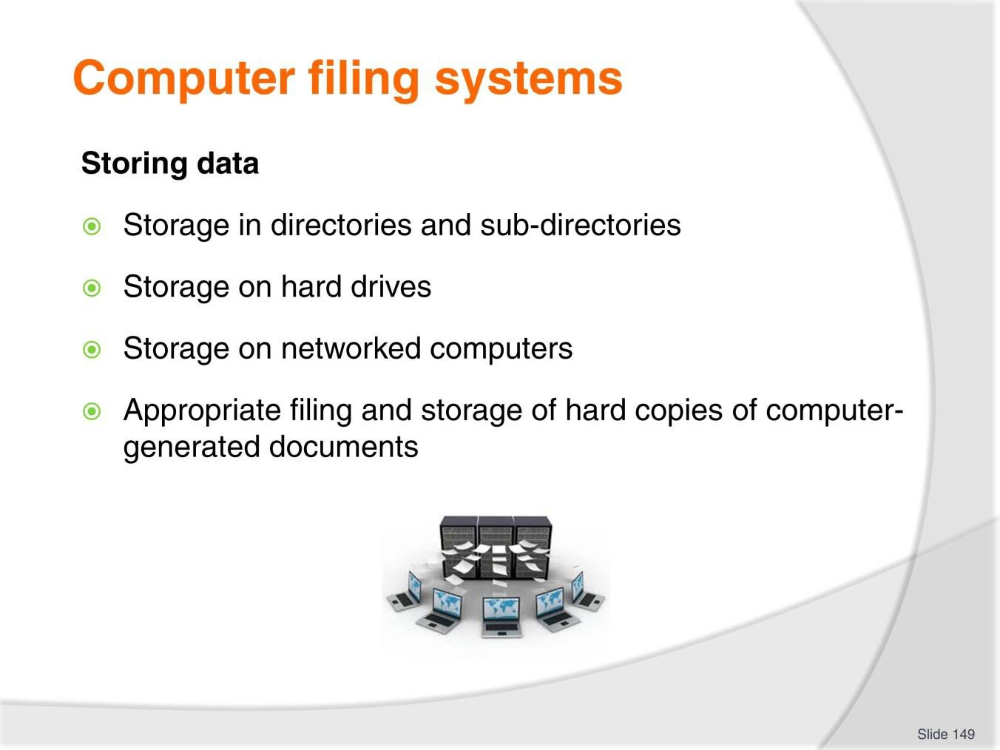 Computer filing systems
Storing data
Storage in directories and sub-directories
Storage on hard drives
Storage on networked computers
Appropriate filing and storage of hard copies of computer-
generated documents
Slide 149